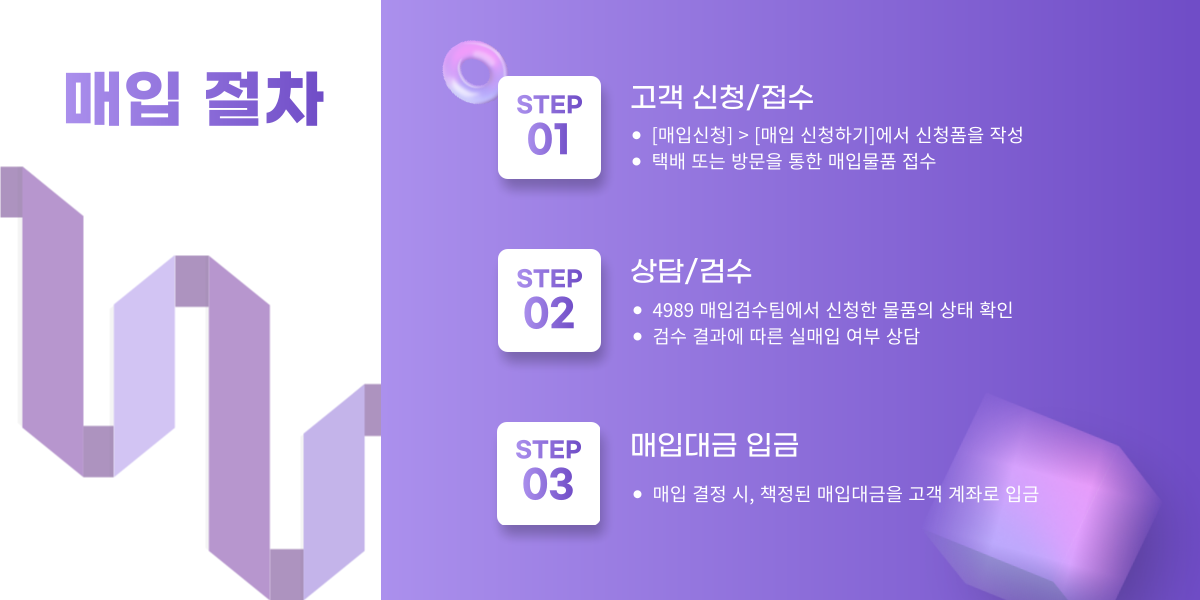 매입 절차
STEP
01
고객 신청/접수
• [매입신청] > [매입 신청하기]에서 신청폼을 작성
• 택배 또는 방문을 통한 매입물품 접수
STEP
02
상담/검수
• 4989 매입검수팀에서 신청한 물품의 상태 확인
• 검수 결과에 따른 실매입 여부 상담
STEP
03
매입대금 입금
• 매입 결정 시, 책정된 매입대금을 고객 계좌로 입금